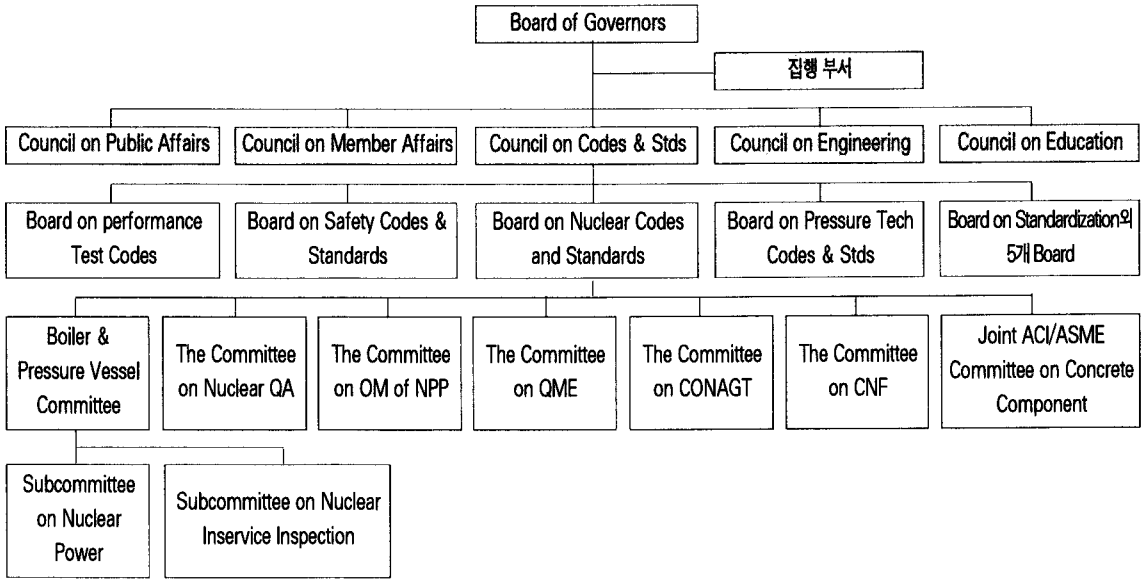 Board of Governors
집행 부서
Council on Public Affairs
Council on Member Affairs
Council on Codes & Stds
Council on Engineering
Council on Education
Board on performance
Test Codes
Board on Safety Codes &
Standards
Board on Nuclear Codes
and Standards
Board on Pressure Tech
Codes & Stds
Board on Standardization외
5개 Board
Boiler &
Pressure Vessel
Committee
The Committee
on Nuclear QA
The Committee
on OM of NPP
The Committee
on QME
The Committee
on CONAGT
The Committee
on CNF
Joint ACI/ASME
Committee on Concrete
Component
Subcommittee
on Nuclear
Power
Subcommittee on Nuclear
Inservice Inspection